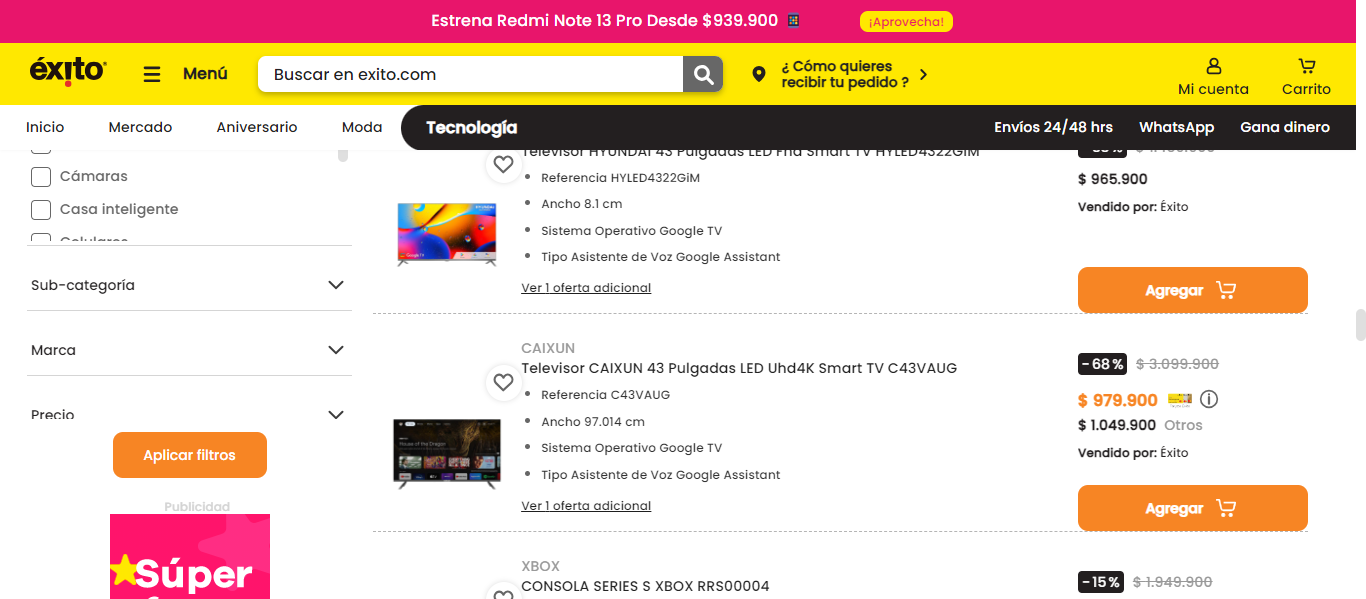 Estrena Redmi Note 13 Pro Desde $939.900
¡Aprovecha!
éxito
Menú
Buscar en exito.com
¿ Cómo quieres
recibir tu pedido ?
Mi cuenta
Carrito
Inicio
Mercado
Aniversario
Moda
Tecnología
Envíos 24/48 hrs
WhatsApp
Gana dinero
Cámaras
Casa inteligente
Celulares
Sub-categoría
Marca
Precio
Aplicar filtros
Publicidad
Súper
Televisor HYUNDAI 43 Pulgadas LED Fhd Smart TV HYLED4322GiM
Referencia HYLED4322GiM
Ancho 8.1 cm
Sistema Operativo Google TV
Tipo Asistente de Voz Google Assistant
Ver 1 oferta adicional
$ 965.900
Vendido por: Éxito
Agregar
CAIXUN
Televisor CAIXUN 43 Pulgadas LED Uhd4K Smart TV C43VAUG
Referencia C43VAUG
Ancho 97.014 cm
Sistema Operativo Google TV
Tipo Asistente de Voz Google Assistant
Ver 1 oferta adicional
-68%
$ 3.099.900
$ 979.900
$ 1.049.900 Otros
Vendido por: Éxito
Agregar
XBOX
CONSOLA SERIES S XBOX RRS00004
-15%
$ 1.949.900